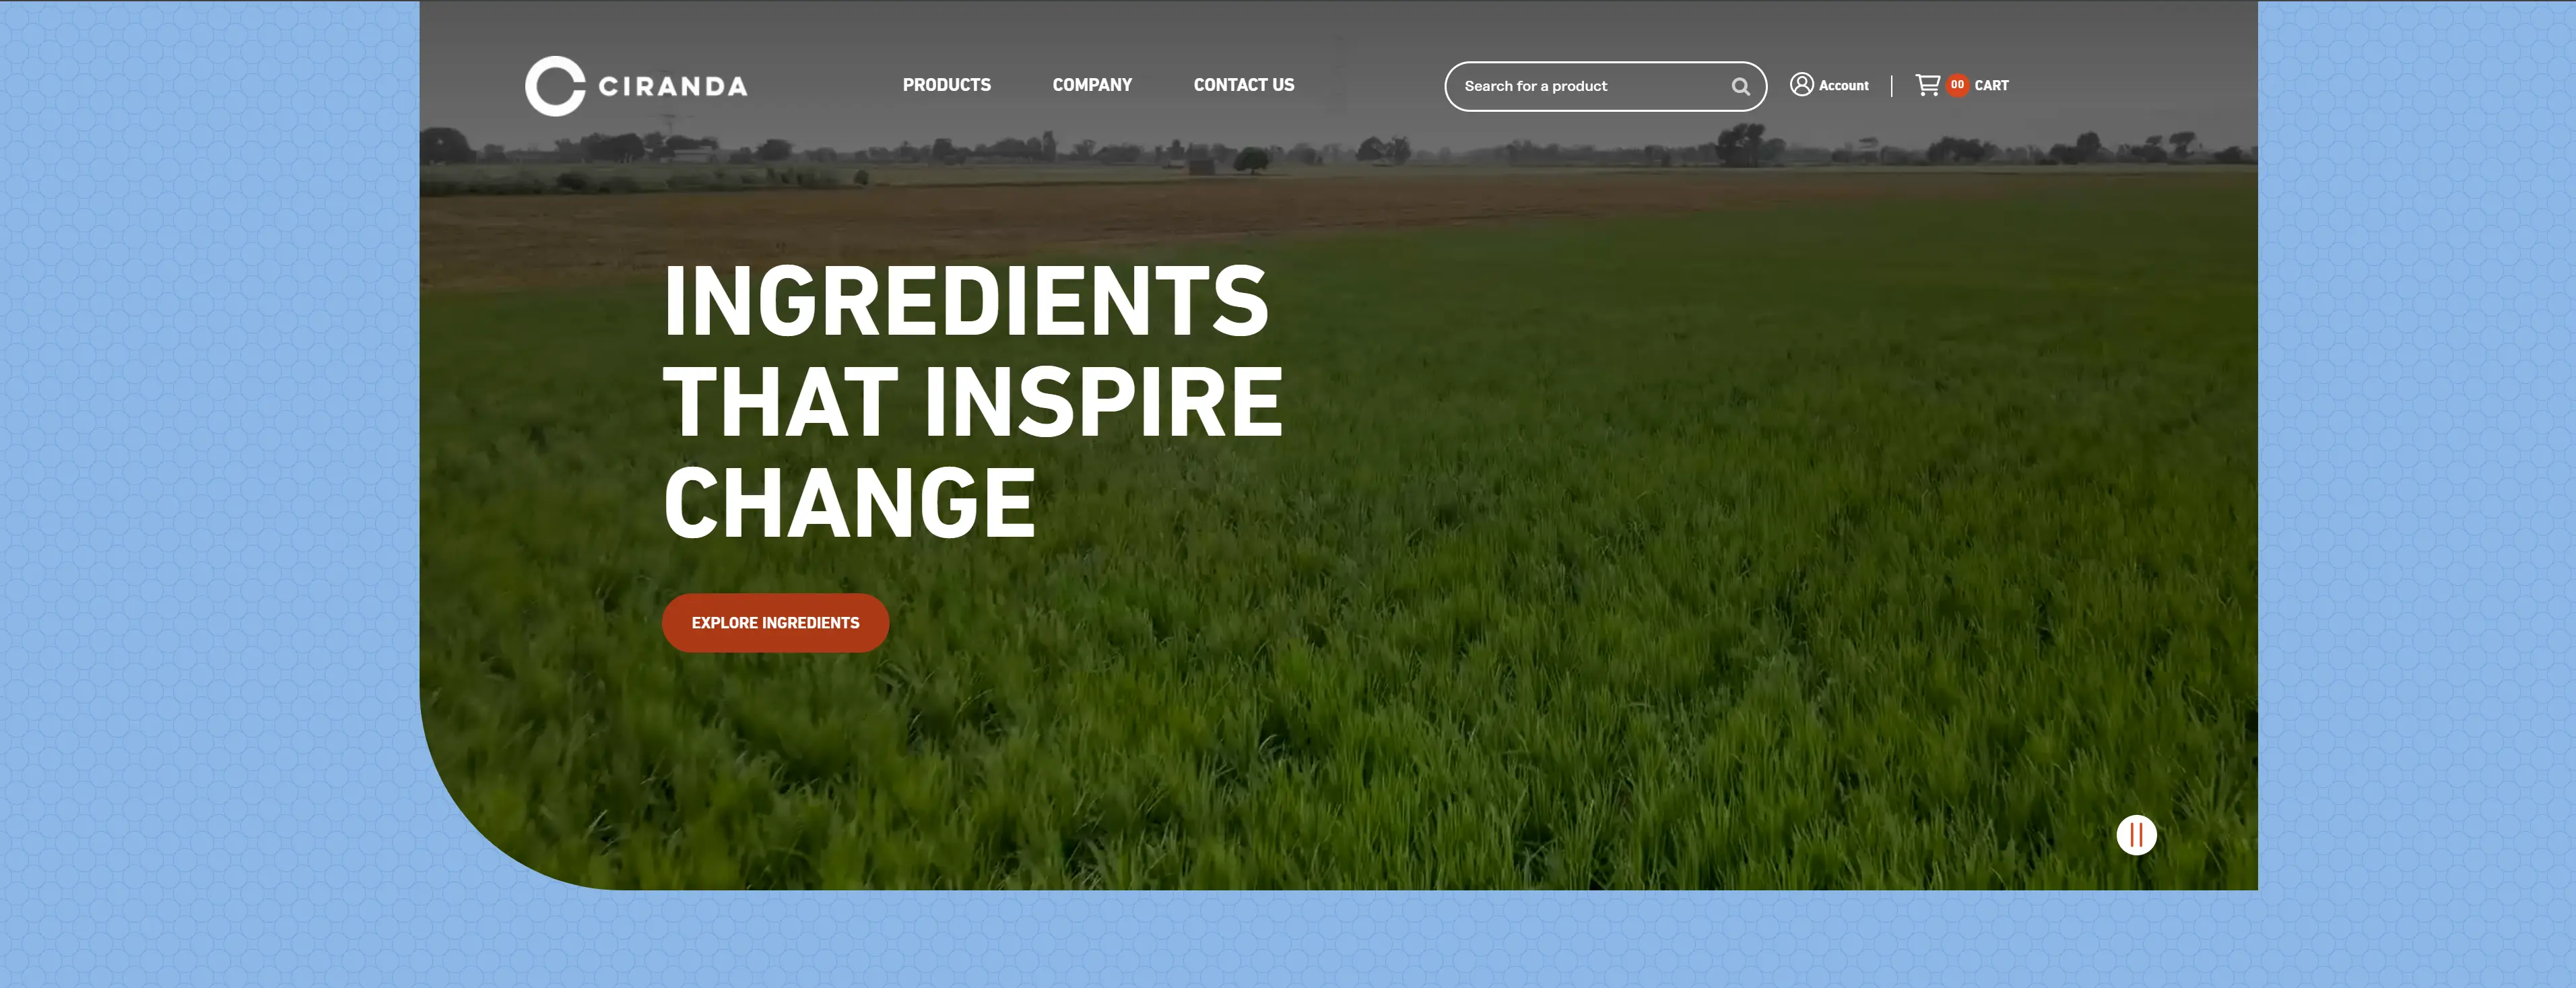 CIRANDA
PRODUCTS COMPANY CONTACT US
Search for a product
Account
00 CART
INGREDIENTS
THAT INSPIRE
CHANGE
EXPLORE INGREDIENTS